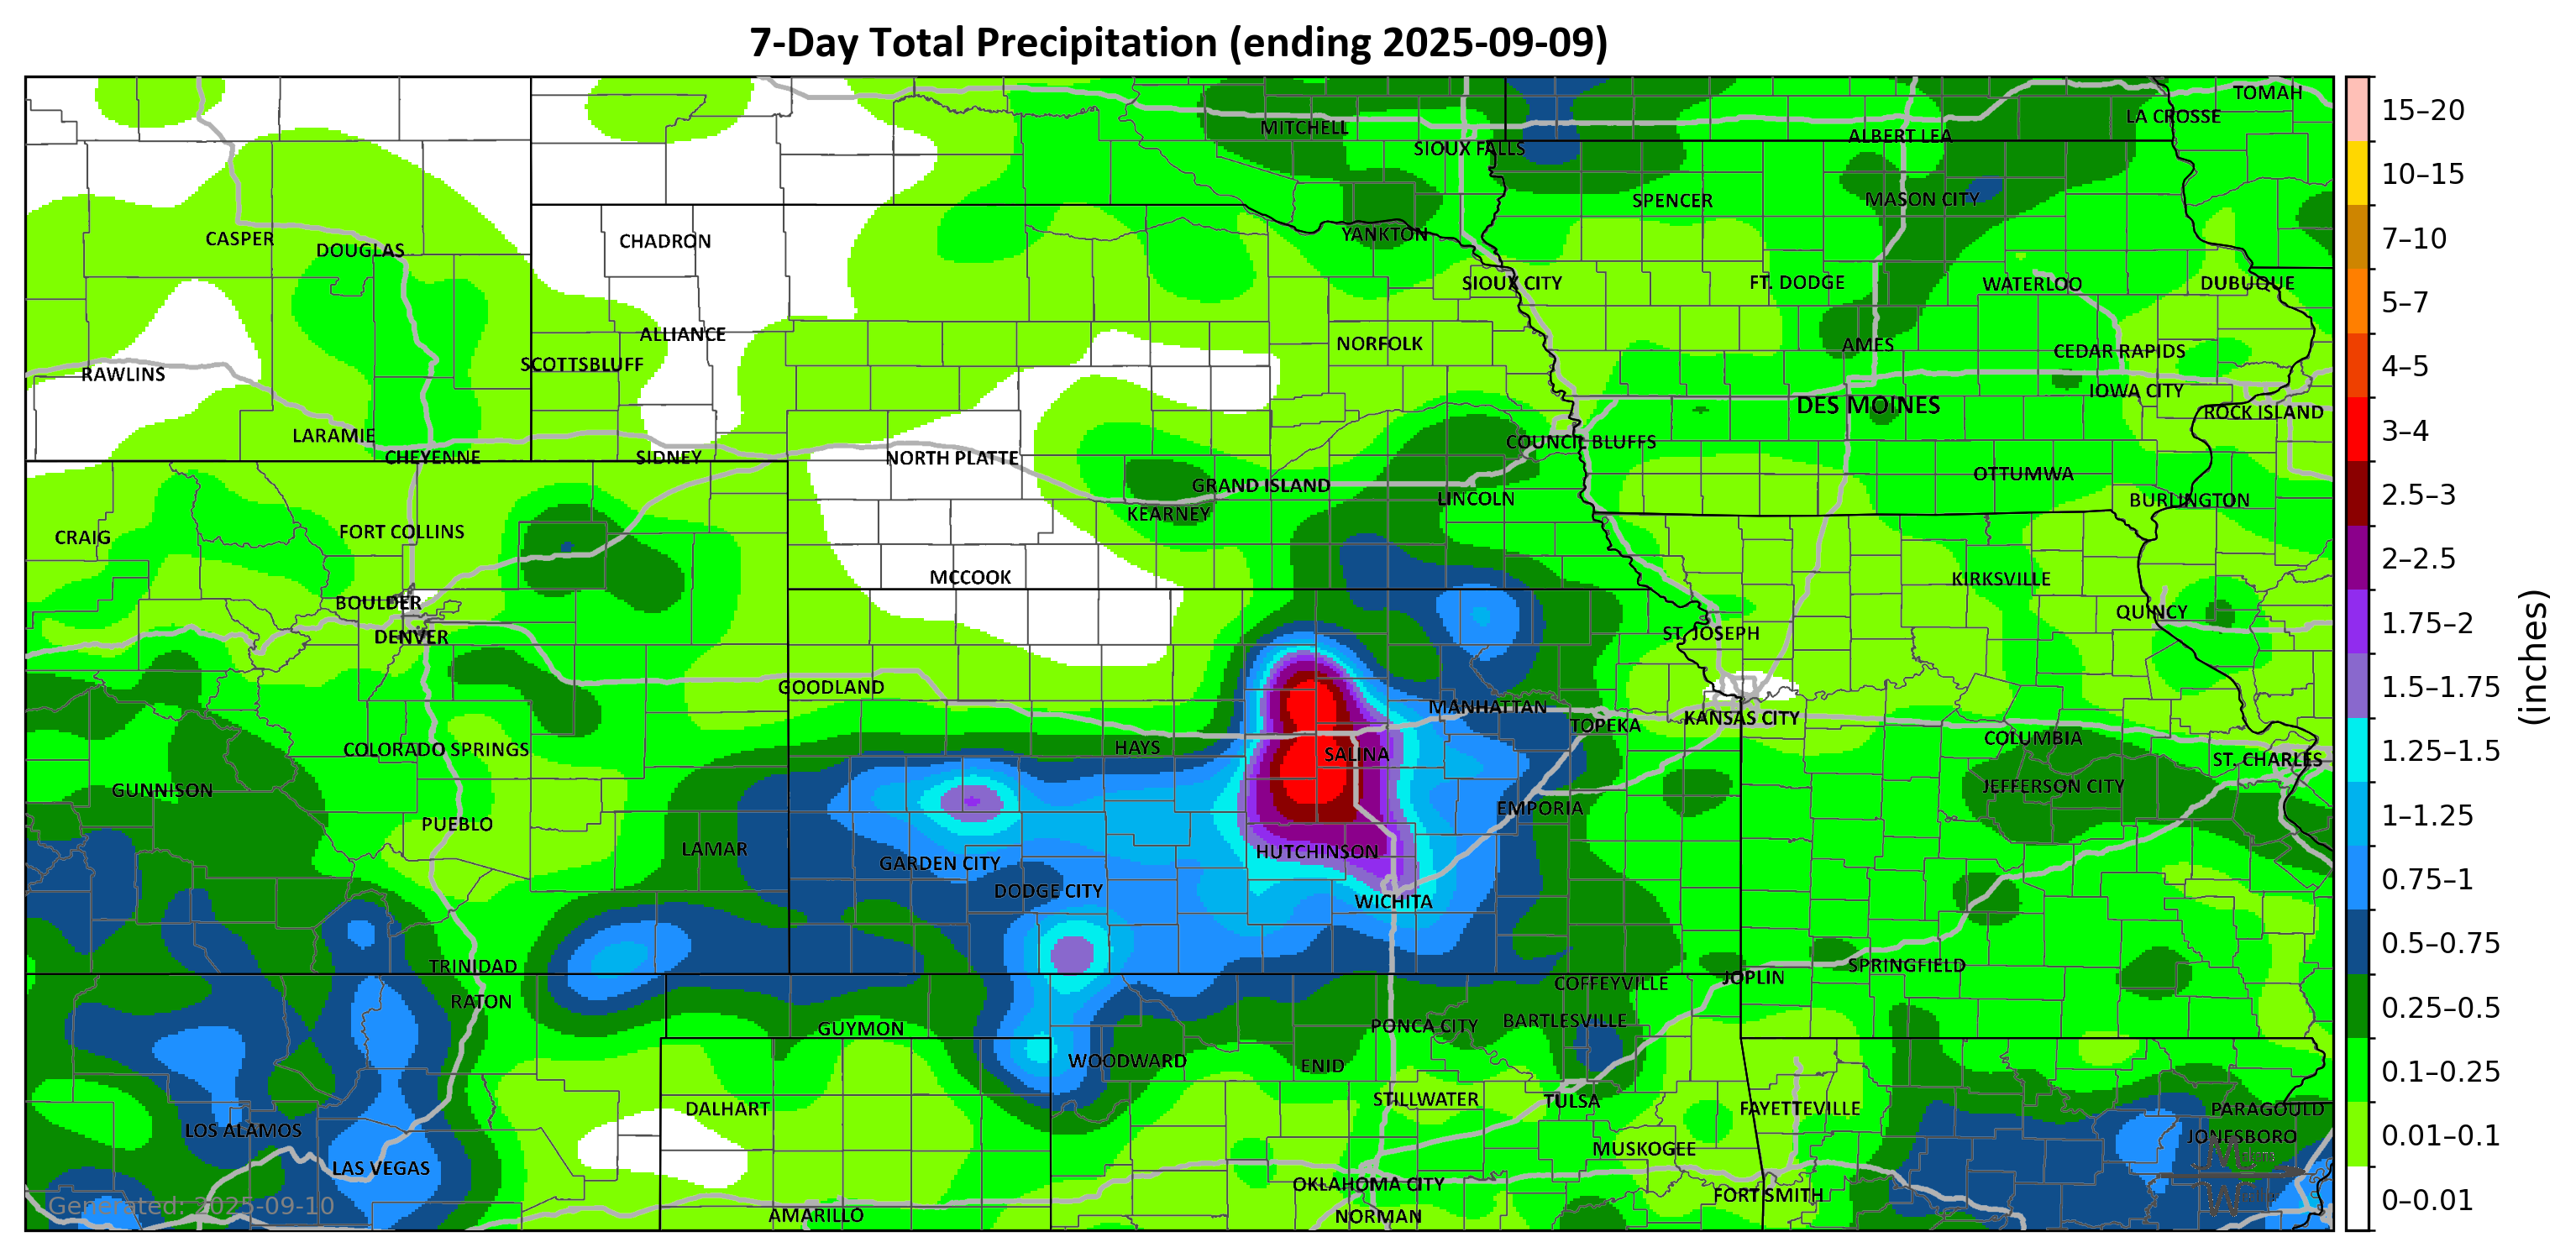 7-Day Total Precipitation (ending 2025-09-09)
TOMAH
LA CROSSE
MITCHELL
ALBERT LEA
SIOUX FALLS
SPENCER
MASON CITY
CASPER
CHADRON
YANKTON
DOUGLAS
SIOUX CITY
FT. DODGE
WATERLOO
DUBUQUE
ALLIANCE
NORFOLK
AMES
CEDAR RAPIDS
SCOTTSBLUFF
RAWLINS
IOWA CITY
DES MOINES
ROCK ISLAND
LARAMIE
COUNCIL BLUFFS
CHEYENNE
SIDNEY
NORTH PLATTE
OTTUMWA
GRAND ISLAND
LINCOLN
BURLINGTON
KEARNEY
CRAIG
FORT COLLINS
MCCOOK
KIRKSVILLE
BOULDER
QUINCY
DENVER
ST. JOSEPH
GOODLAND
MANHATTAN
TOPEKA
KANSAS CITY
COLUMBIA
COLORADO SPRINGS
HAYS
SALINA
ST. CHARLES
GUNNISON
JEFFERSON CITY
EMPORIA
PUEBLO
LAMAR
HUTCHINSON
GARDEN CITY
DODGE CITY
WICHITA
TRINIDAD
SPRINGFIELD
JOPLIN
COFFEYVILLE
RATON
GUYMON
PONCA CITY
BARTLESVILLE
WOODWARD
ENID
STILLWATER
TULSA
DALHART
FAYETTEVILLE
PARAGOULD
LOS ALAMOS
JONESBORO
MUSKOGEE
LAS VEGAS
OKLAHOMA CITY
FORT SMITH
AMARILLO
NORMAN
Generated: 2025-09-10
15–20
10–15
7–10
5–7
4–5
3–4
2.5–3
2–2.5
1.75–2
1.5–1.75
1.25–1.5
1–1.25
0.75–1
0.5–0.75
0.25–0.5
0.1–0.25
0.01–0.1
0–0.01
(inches)